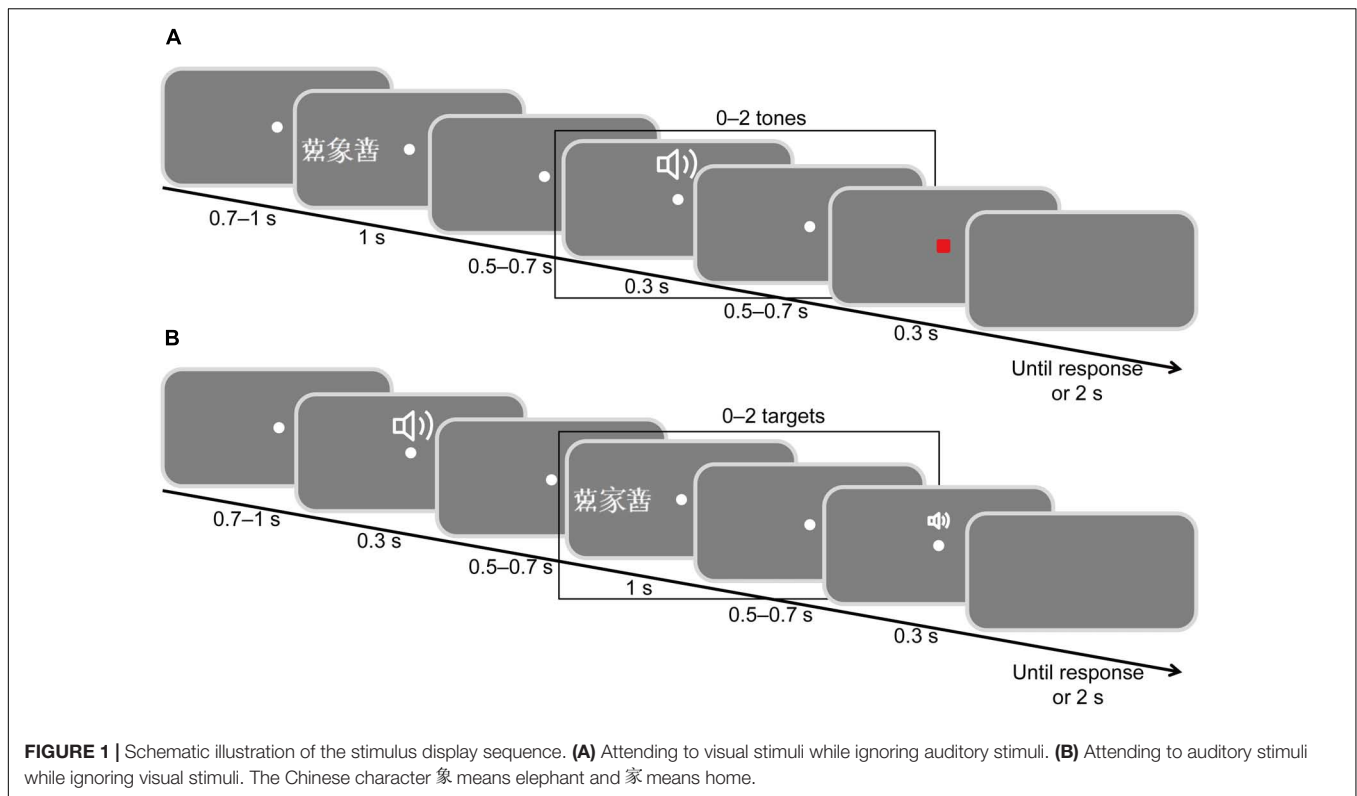 A
0–2 tones
象
0.7–1 s
1 s
0.5–0.7 s
0.3 s
0.5–0.7 s
0.3 s
Until response
or 2 s
B
0–2 targets
家
0.7–1 s
0.3 s
0.5–0.7 s
1 s
0.5–0.7 s
0.3 s
Until response
or 2 s
FIGURE 1 | Schematic illustration of the stimulus display sequence. (A) Attending to visual stimuli while ignoring auditory stimuli. (B) Attending to auditory stimuli
while ignoring visual stimuli. The Chinese character 象 means elephant and 家 means home.